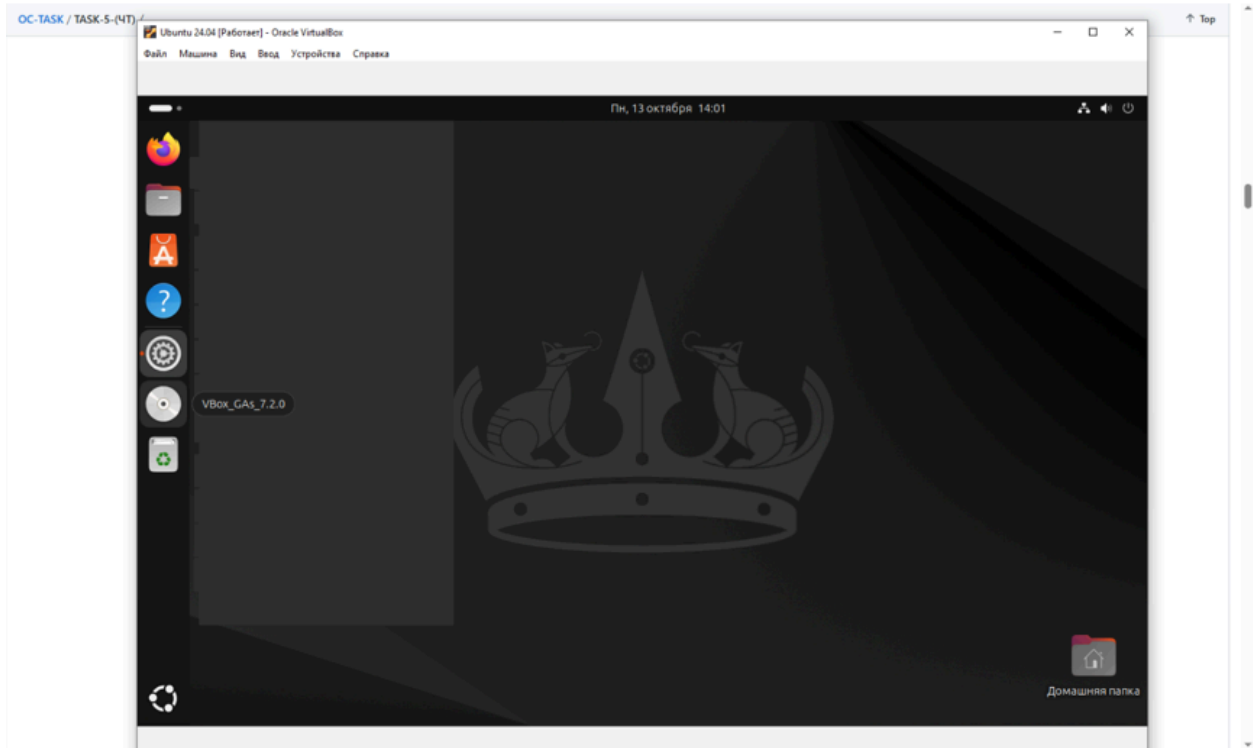 OC-TASK / TASK-5-(ЧТ) /
↑ Top
Ubuntu 24.04 [Работает] - Oracle VirtualBox
Файл Машина Вид Ввод Устройства Справка
Пн, 13 октября 14:01
VBox_GAs_7.2.0
Домашняя папка